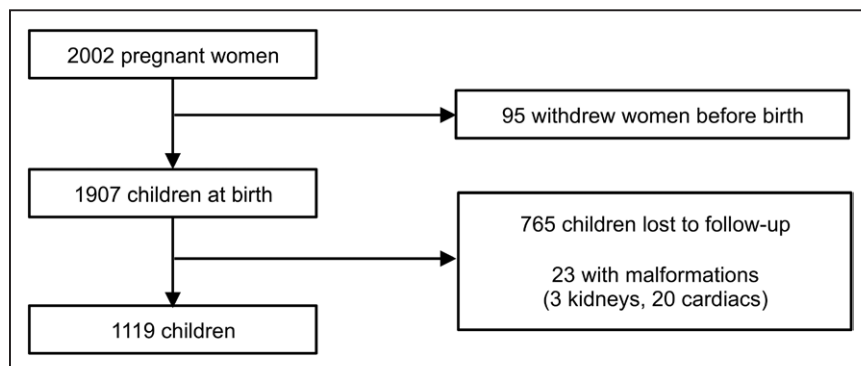 2002 pregnant women
95 withdrew women before birth
1907 children at birth
765 children lost to follow-up
23 with malformations
(3 kidneys, 20 cardiacs)
1119 children